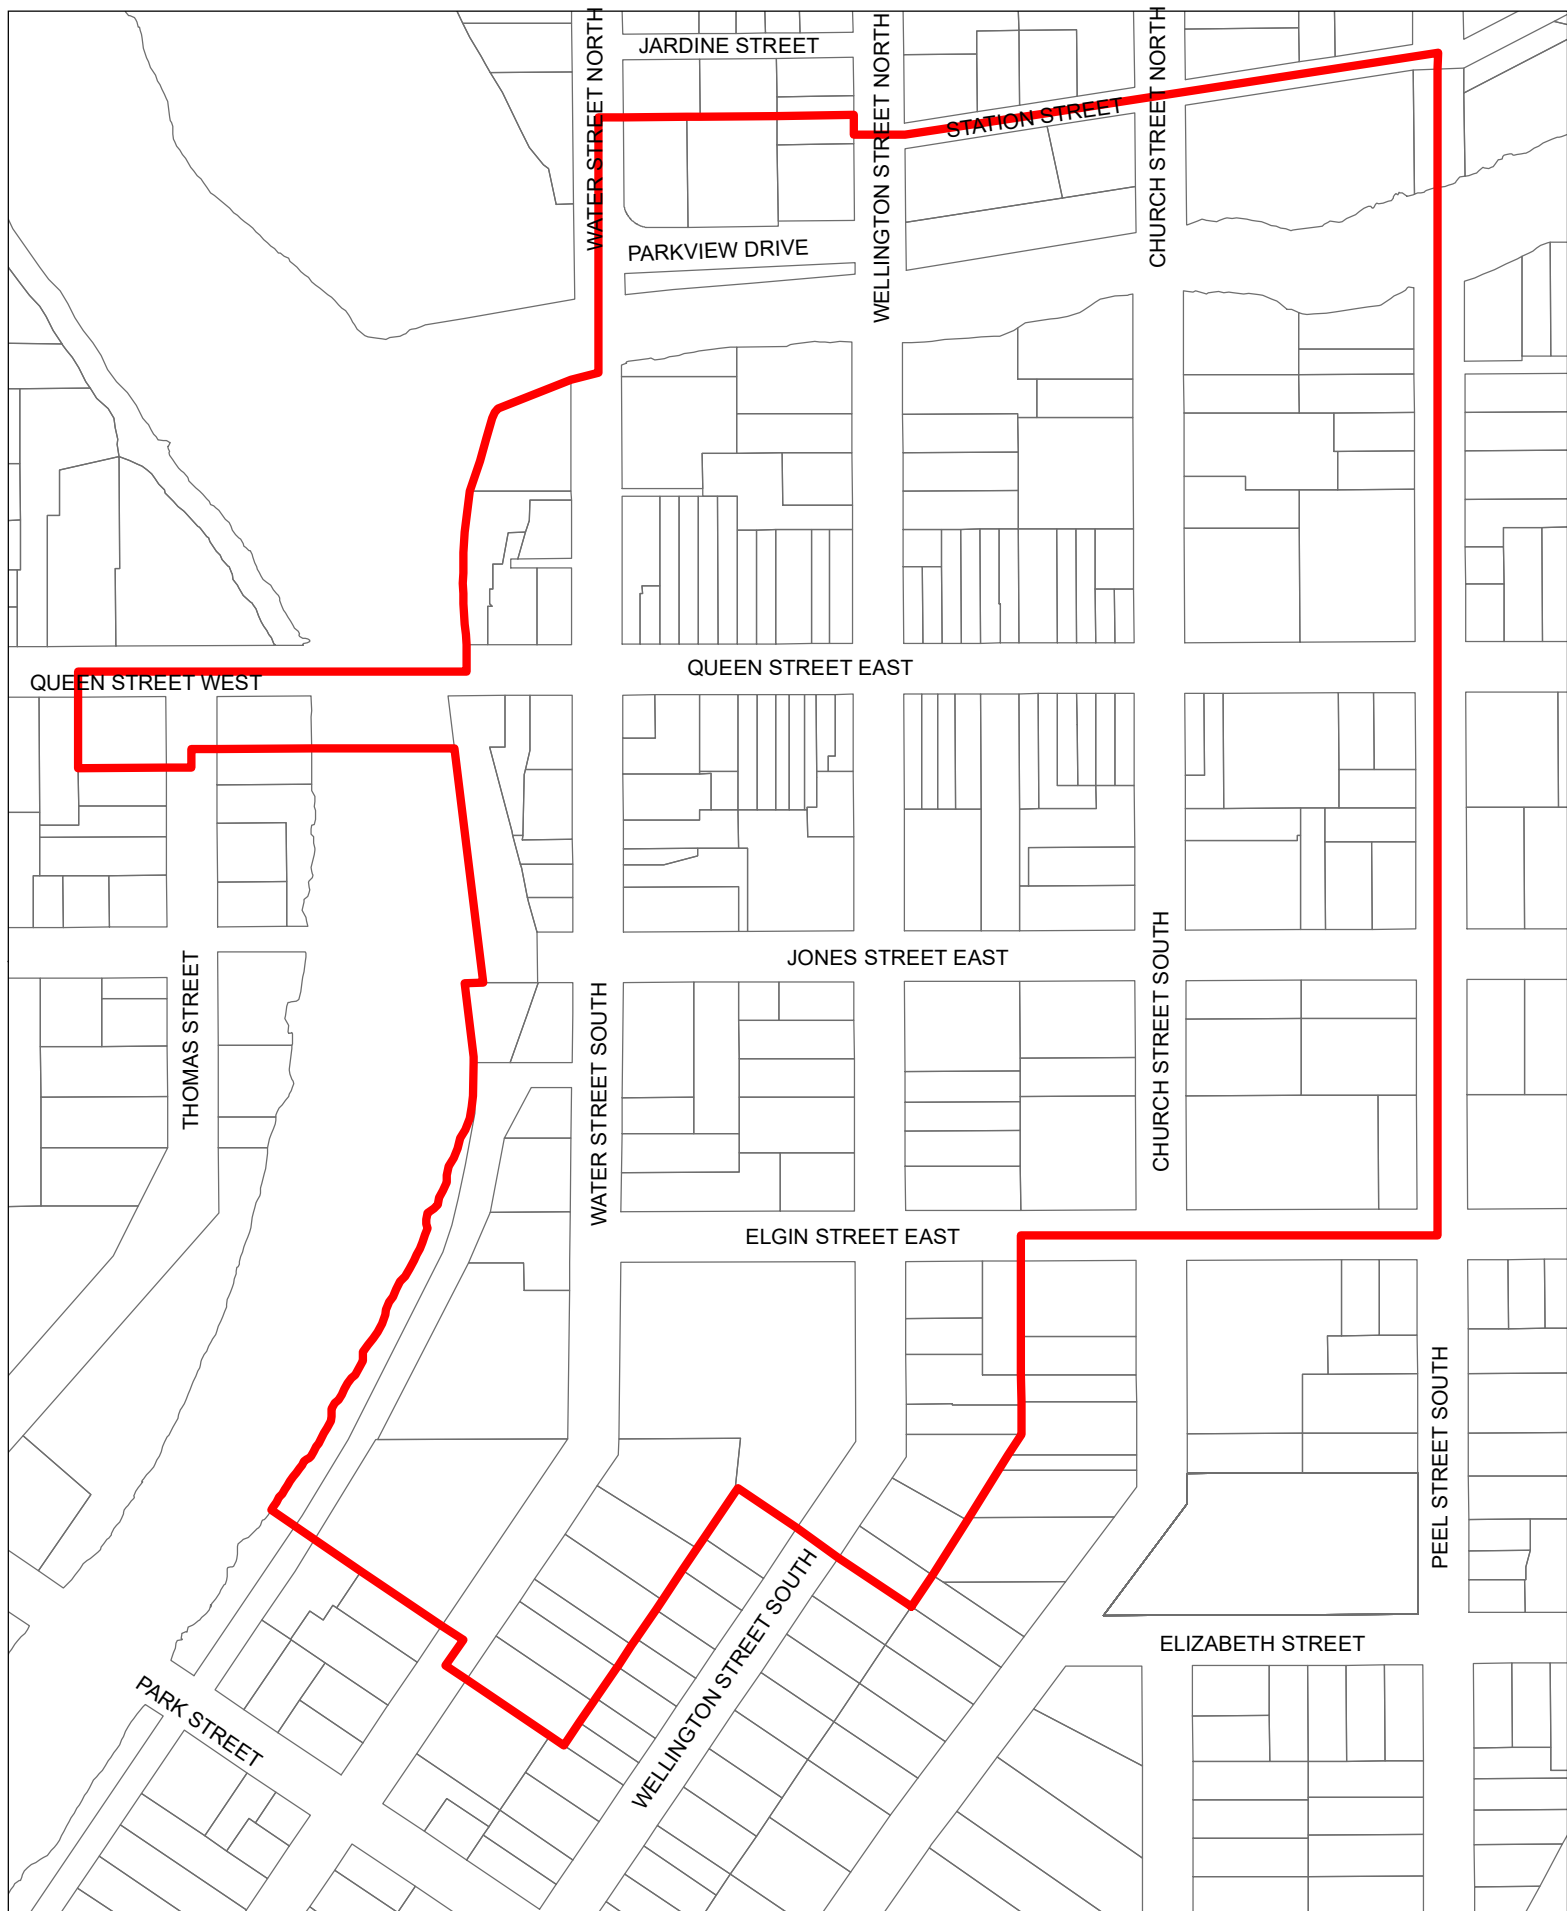 JARDINE STREET
WATER STREET NORTH
WELLINGTON STREET NORTH
CHURCH STREET NORTH
STATION STREET
PARKVIEW DRIVE
QUEEN STREET EAST
QUEEN STREET WEST
JONES STREET EAST
THOMAS STREET
WATER STREET SOUTH
CHURCH STREET SOUTH
ELGIN STREET EAST
PEEL STREET SOUTH
WELLINGTON STREET SOUTH
ELIZABETH STREET
PARK STREET